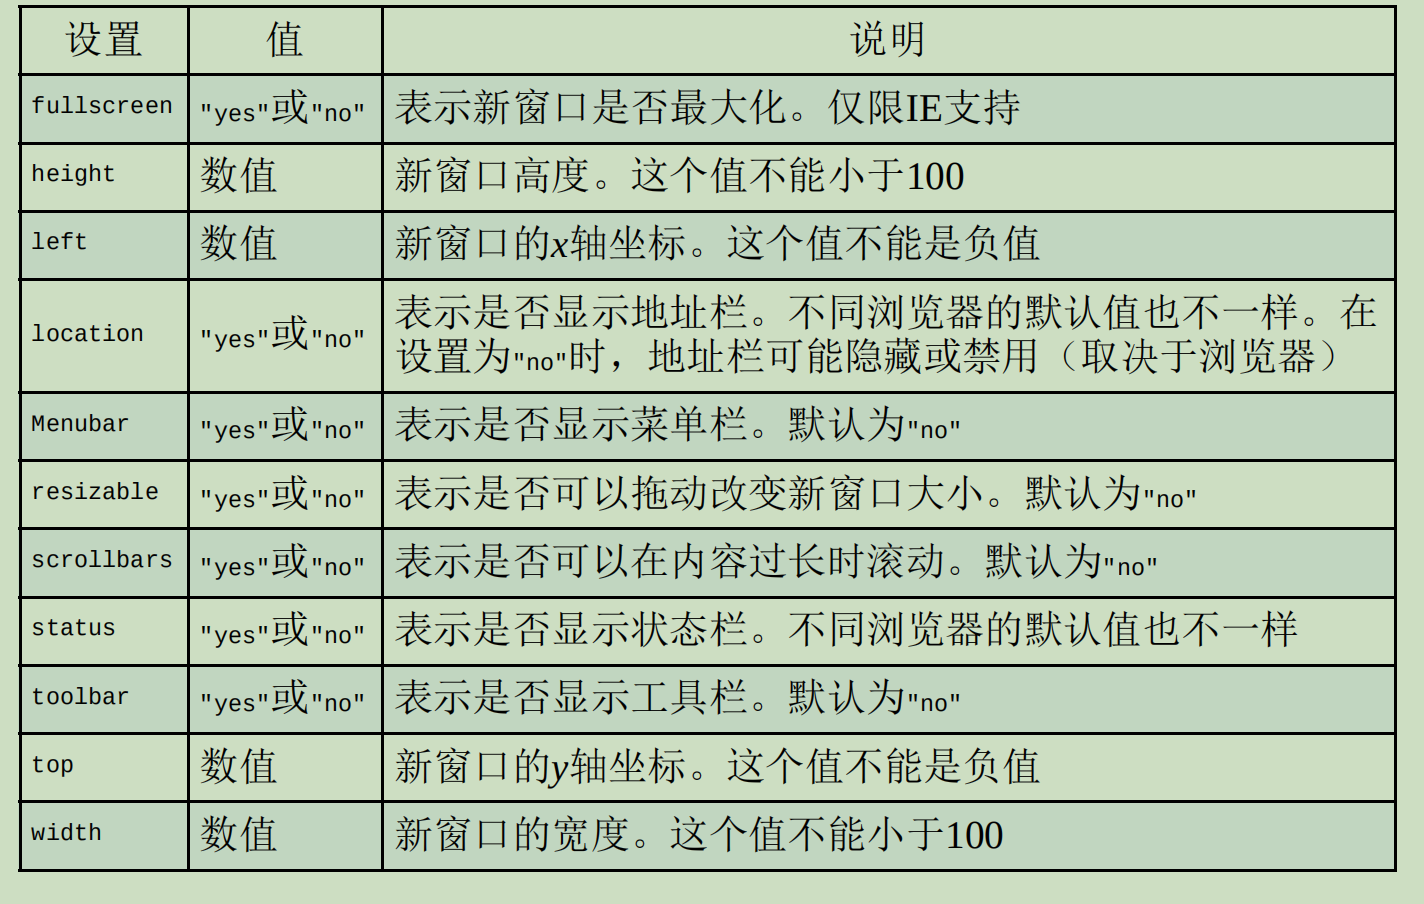 设置 值 说明
fullscreen "yes"或"no" 表示新窗口是否最大化。仅限IE支持
height 数值 新窗口高度。这个值不能小于100
left 数值 新窗口的x轴坐标。这个值不能是负值
location "yes"或"no" 表示是否显示地址栏。不同浏览器的默认值也不一样。在
设置为"no"时，地址栏可能隐藏或禁用（取决于浏览器）
Menubar "yes"或"no" 表示是否显示菜单栏。默认为"no"
resizable "yes"或"no" 表示是否可以拖动改变新窗口大小。默认为"no"
scrollbars "yes"或"no" 表示是否可以在内容过长时滚动。默认为"no"
status "yes"或"no" 表示是否显示状态栏。不同浏览器的默认值也不一样
toolbar "yes"或"no" 表示是否显示工具栏。默认为"no"
top 数值 新窗口的y轴坐标。这个值不能是负值
width 数值 新窗口的宽度。这个值不能小于100